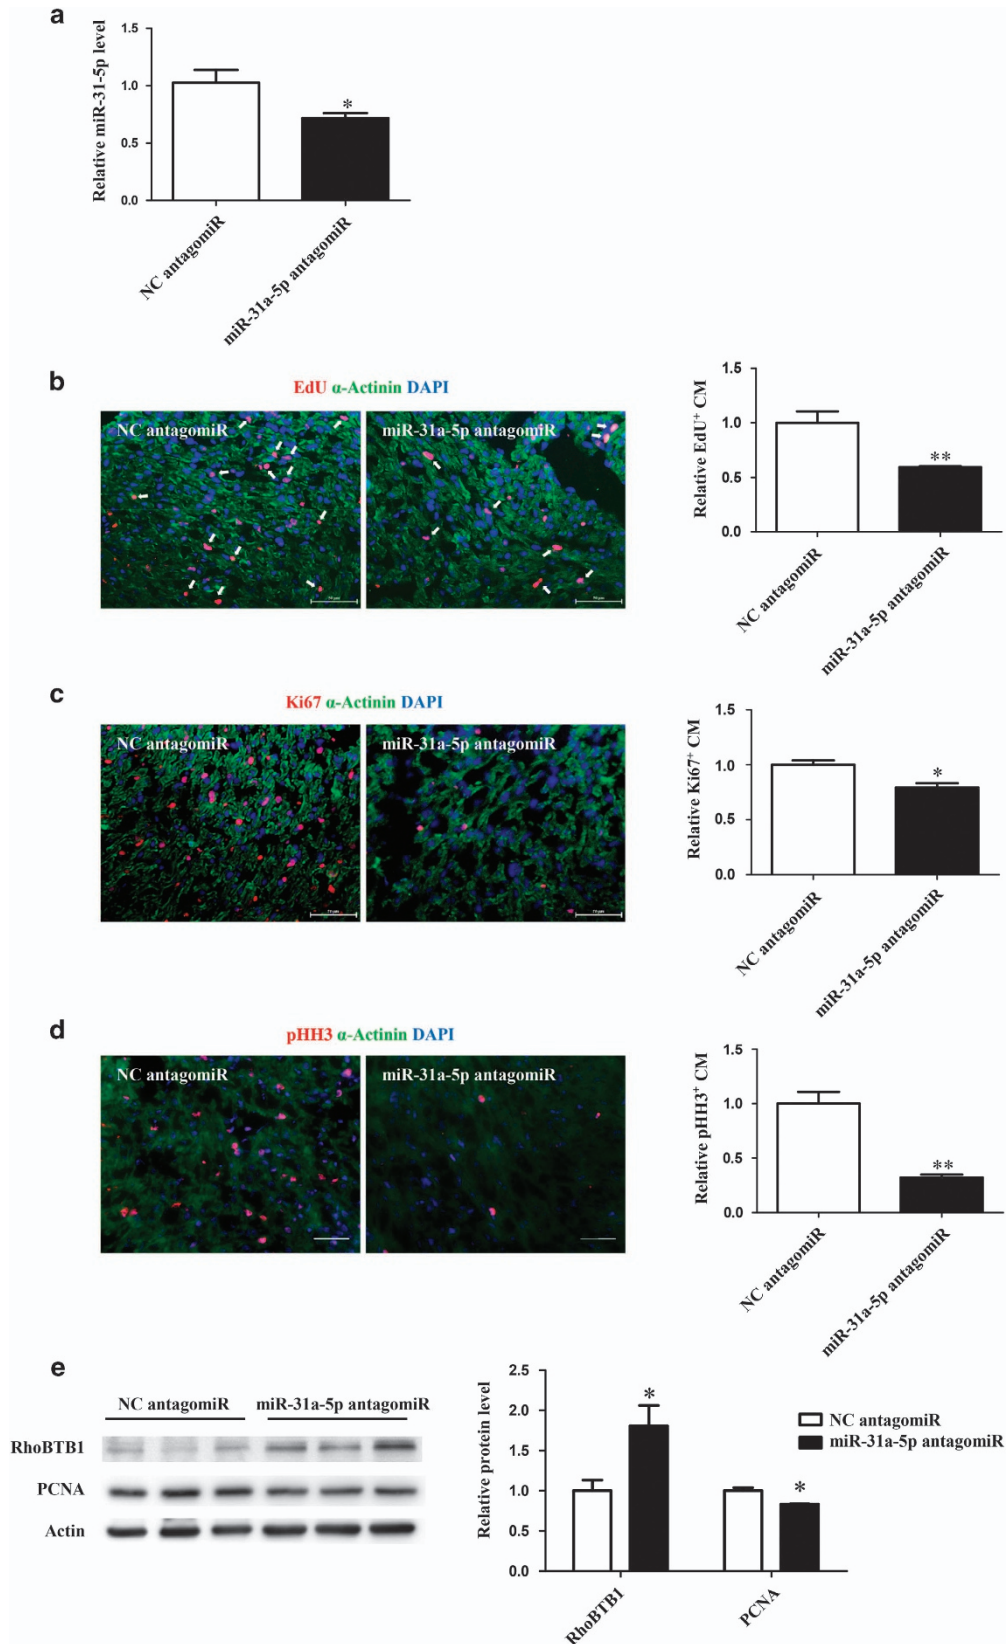 a
Relative miR-31-5p level
1.0
0.5
0.0
*
NC antagomiR
miR-31a-5p antagomiR
b
EdU α-Actinin DAPI
NC antagomiR
miR-31a-5p antagomiR
Relative EdU+ CM
1.5
1.0
0.5
0.0
**
NC antagomiR
miR-31a-5p antagomiR
c
Ki67 α-Actinin DAPI
NC antagomiR
miR-31a-5p antagomiR
Relative Ki67+ CM
1.5
1.0
0.5
0.0
*
NC antagomiR
miR-31a-5p antagomiR
d
pHH3 α-Actinin DAPI
NC antagomiR
miR-31a-5p antagomiR
Relative pHH3+ CM
1.5
1.0
0.5
0.0
**
NC antagomiR
miR-31a-5p antagomiR
e
NC antagomiR miR-31a-5p antagomiR
RhoBTB1
PCNA
Actin
Relative protein level
2.5
2.0
1.5
1.0
0.5
0.0
*
*
RhoBTB1
PCNA
NC antagomiR
miR-31a-5p antagomiR